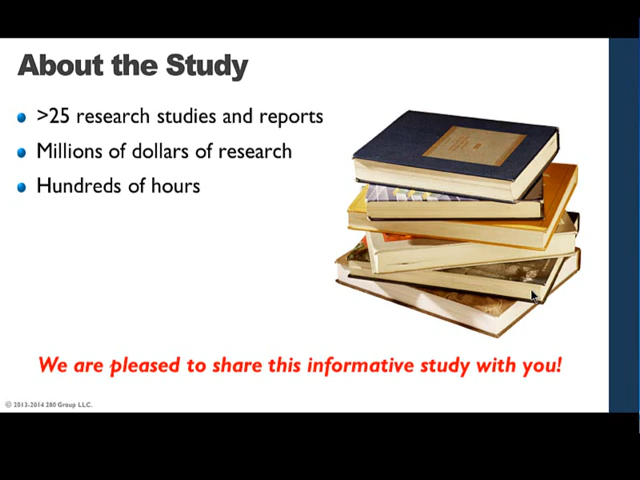 About the Study
>25 research studies and reports
Millions of dollars of research
Hundreds of hours
We are pleased to share this informative study with you!
© 2013-2014 280 Group LLC.